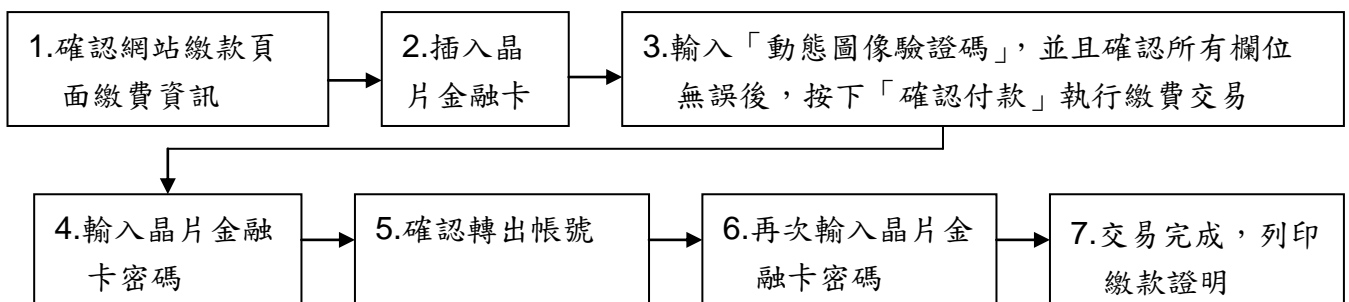 1.確認網站繳款頁
面繳費資訊
2.插入晶
片金融卡
3.輸入「動態圖像驗證碼」，並且確認所有欄位
無誤後，按下「確認付款」執行繳費交易
4.輸入晶片金融
卡密碼
5.確認轉出帳號
6.再次輸入晶片金
融卡密碼
7.交易完成，列印
繳款證明